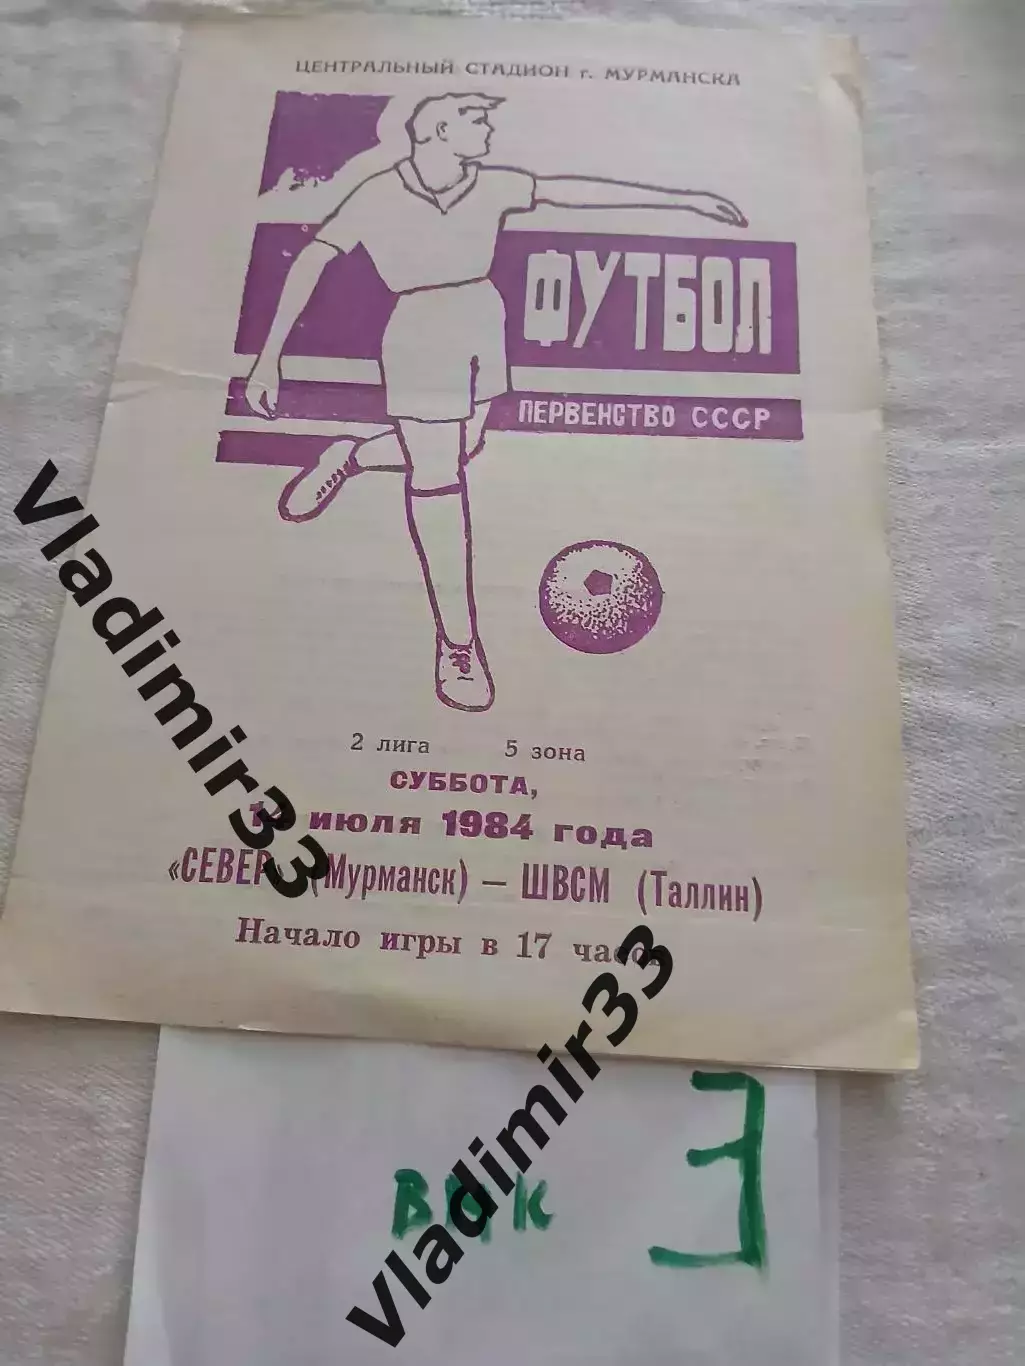 ЦЕНТРАЛЬНЫЙ СТАДИОН г. МУРМАНСКА
ФУТБОЛ
ПЕРВЕНСТВО СССР
2 лига 5 зона
СУББОТА,
июля 1984 года
«СЕВЕР» (Мурманск) — ШВСМ (Таллин)
Начало игры в 17 часов
Vladimir33
Vladimir33